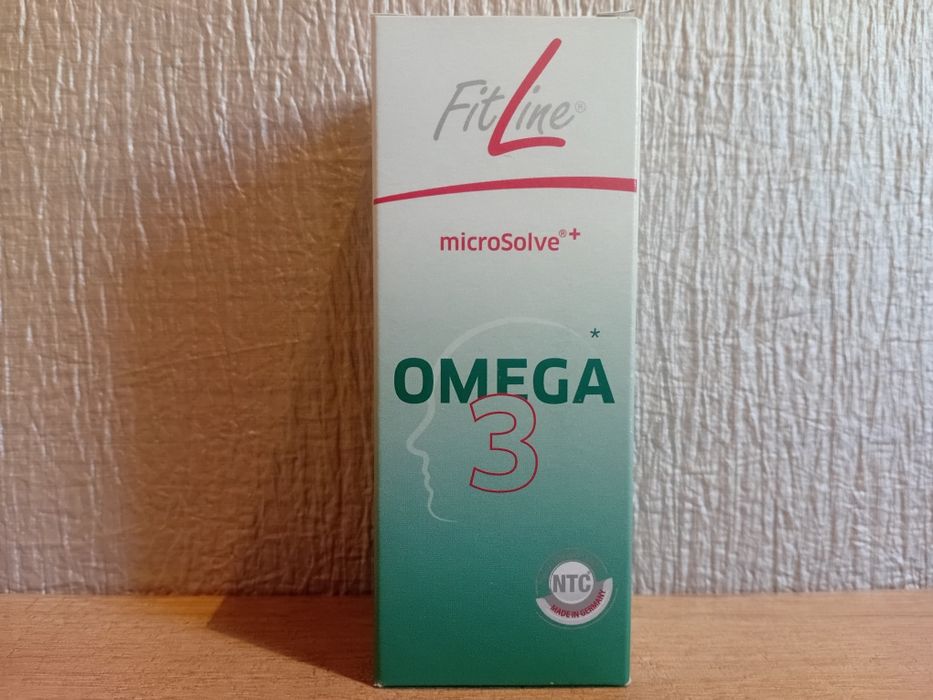 FitLine®
microSolve®+
OMEGA*
3
NTC®
MADE IN GERMANY